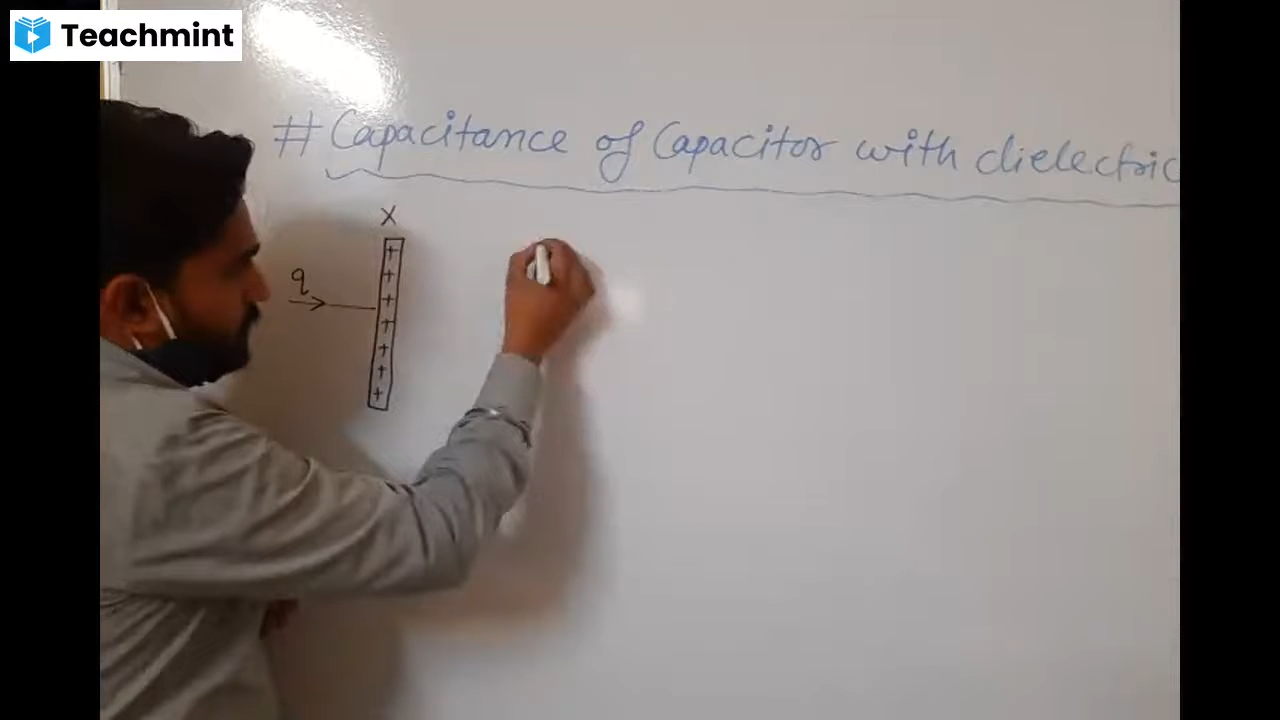 Teachmint
# Capacitance of Capacitor with dielectric
X
q
+
+
+
+
+
+
+